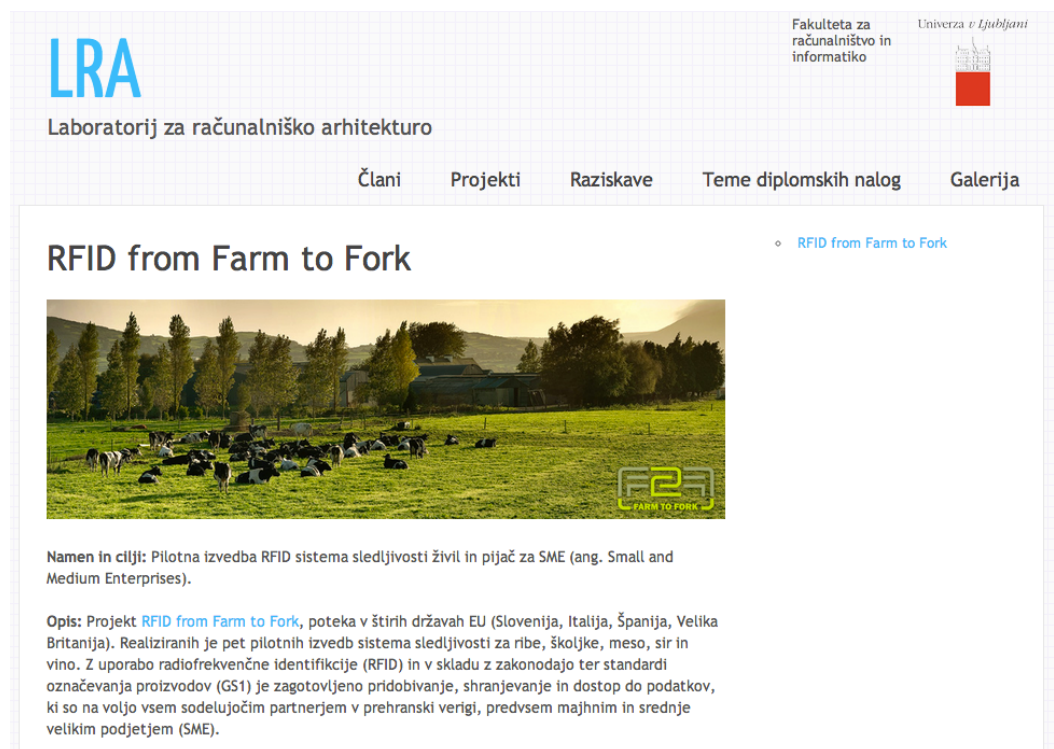 LRA
Laboratorij za računalniško arhitekturo
Fakulteta za
računalništvo in
informatiko
Univerza v Ljubljani
Člani Projekti Raziskave Teme diplomskih nalog Galerija
RFID from Farm to Fork
RFID from Farm to Fork
F2F
FARM TO FORK
Namen in cilji: Pilotna izvedba RFID sistema sledljivosti živil in pijač za SME (ang. Small and
Medium Enterprises).
Opis: Projekt RFID from Farm to Fork, poteka v štirih državah EU (Slovenija, Italija, Španija, Velika
Britanija). Realiziranih je pet pilotnih izvedb sistema sledljivosti za ribe, školjke, meso, sir in
vino. Z uporabo radiofrekvenčne identifikcije (RFID) in v skladu z zakonodajo ter standardi
označevanja proizvodov (GS1) je zagotovljeno pridobivanje, shranjevanje in dostop do podatkov,
ki so na voljo vsem sodelujočim partnerjem v prehranski verigi, predvsem majhnim in srednje
velikim podjetjem (SME).